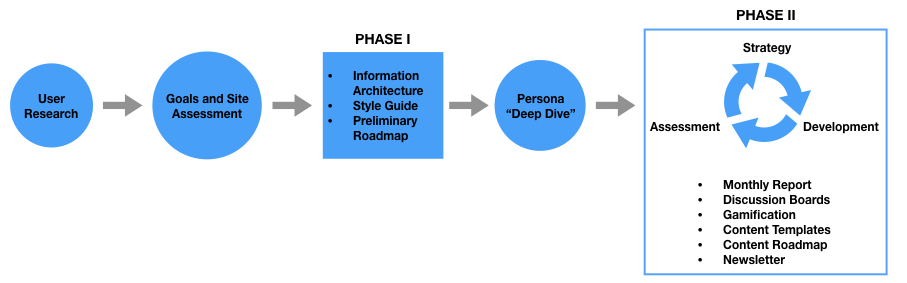 User
Research
Goals and Site
Assessment
PHASE I
• Information
Architecture
• Style Guide
• Preliminary
Roadmap
Persona
“Deep Dive”
PHASE II
Strategy
Assessment
Development
• Monthly Report
• Discussion Boards
• Gamification
• Content Templates
• Content Roadmap
• Newsletter